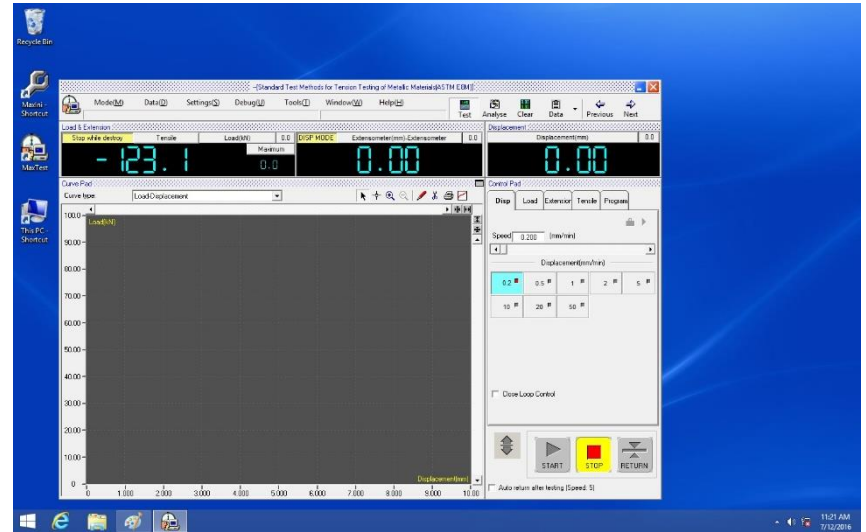 Recycle Bin
-[Standard Test Methods for Tension Testing of Metallic Materials(ASTM E8M)]
Mode(M) Data(D) Settings(S) Debug(U) Tools(T) Window(W) Help(H)
Test Analyse Clear Data Previous Next
Load & Extension
Displacement
Stop while destroy Tensile Load(kN) 0.0 DISP MODE Extensometer(mm)-Extensometer 0.0
Displacement(mm) 0.0
-123.1
Maximum
0.0
0.00
0.00
Shortcut
MaxTest
This PC -
Shortcut
Curve Pad
Control Pad
Curve type: Load-Displacement
Disp Load Extension Tensile Program
100.0
Load(kN)
Speed 0.200 (mm/min)
90.00
Displacement(mm/min)
80.00
0.2 0.5 1 2 5
70.00
10 20 50
60.00
50.00
40.00
Close Loop Control
30.00
20.00
10.00
START STOP RETURN
Displacement(mm)
0
0 1.000 2.000 3.000 4.000 5.000 6.000 7.000 8.000 9.000 10.00
Auto return after testing (Speed: 5)
11:21 AM
7/12/2016